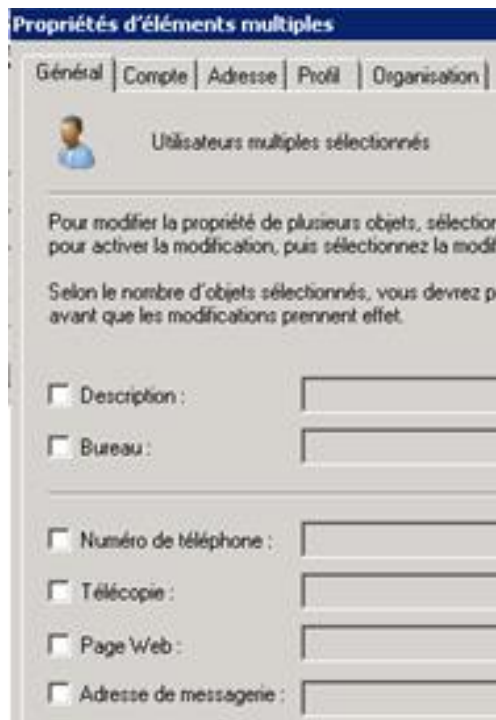 Propriétés d'éléments multiples
Général Compte Adresse Profil Organisation
Utilisateurs multiples sélectionnés
Pour modifier la propriété de plusieurs objets, sélection
pour activer la modification, puis sélectionnez la modif
Selon le nombre d'objets sélectionnés, vous devrez p
avant que les modifications prennent effet.
Description :
Bureau :
Numéro de téléphone :
Télécopie :
Page Web :
Adresse de messagerie :